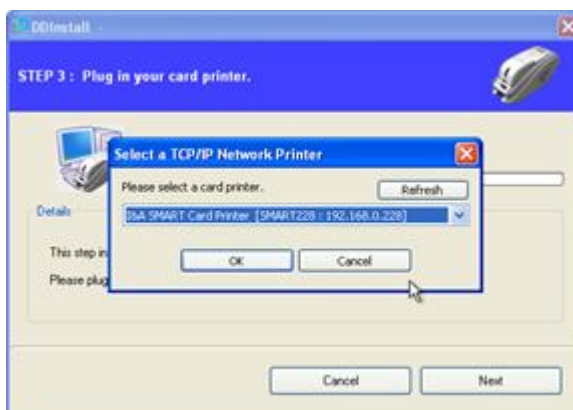 DDInstall -
STEP 3 : Plug in your card printer.
Select a TCP/IP Network Printer
Please select a card printer.
Refresh
I&A SMART Card Printer [SMART228 : 192.168.0.228]
OK
Cancel
Details
This step in
Please plug
Cancel
Next